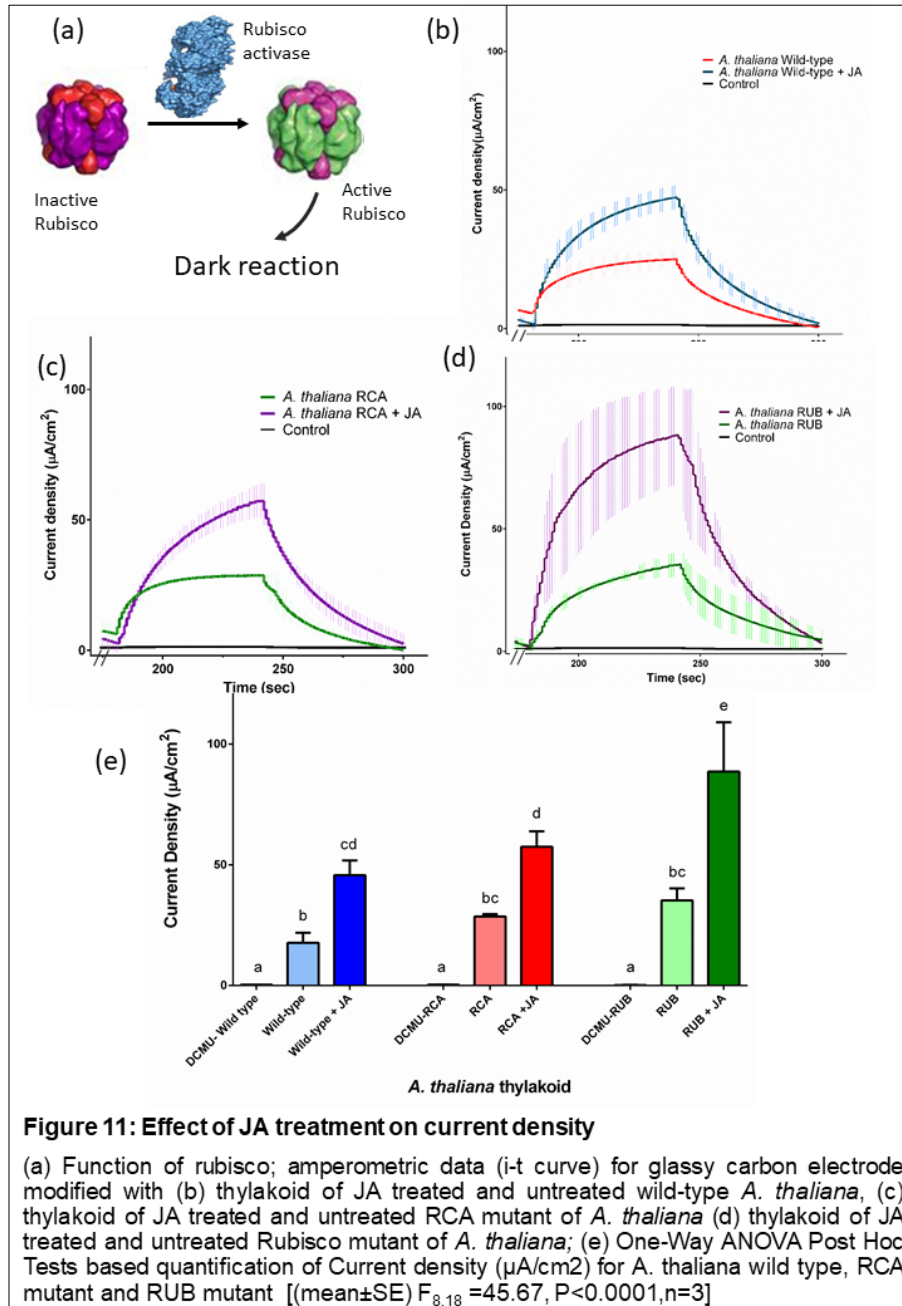 (a)
Rubisco
activase
Inactive
Rubisco
Active
Rubisco
Dark reaction
(b)
Current density(µA/cm²)
100
50
0
A. thaliana Wild-type
A. thaliana Wild-type + JA
Control
200
250
300
(c)
Current density (µA/cm²)
100
50
0
A. thaliana RCA
A. thaliana RCA + JA
Control
200
250
300
Time (sec)
(d)
Current Density (µA/cm²)
100
50
0
A. thaliana RUB + JA
A. thaliana RUB
Control
200
250
300
Time (sec)
(e)
Current Density (µA/cm²)
100
50
0
a
b
cd
a
bc
d
a
bc
e
DCMU- Wild type
Wild-type
Wild-type + JA
DCMU-RCA
RCA
RCA +JA
DCMU-RUB
RUB
RUB + JA
A. thaliana thylakoid
Figure 11: Effect of JA treatment on current density
(a) Function of rubisco; amperometric data (i-t curve) for glassy carbon electrode
modified with (b) thylakoid of JA treated and untreated wild-type A. thaliana, (c)
thylakoid of JA treated and untreated RCA mutant of A. thaliana (d) thylakoid of JA
treated and untreated Rubisco mutant of A. thaliana; (e) One-Way ANOVA Post Hoc
Tests based quantification of Current density (µA/cm2) for A. thaliana wild type, RCA
mutant and RUB mutant [(mean±SE) F8,18 =45.67, P<0.0001,n=3]